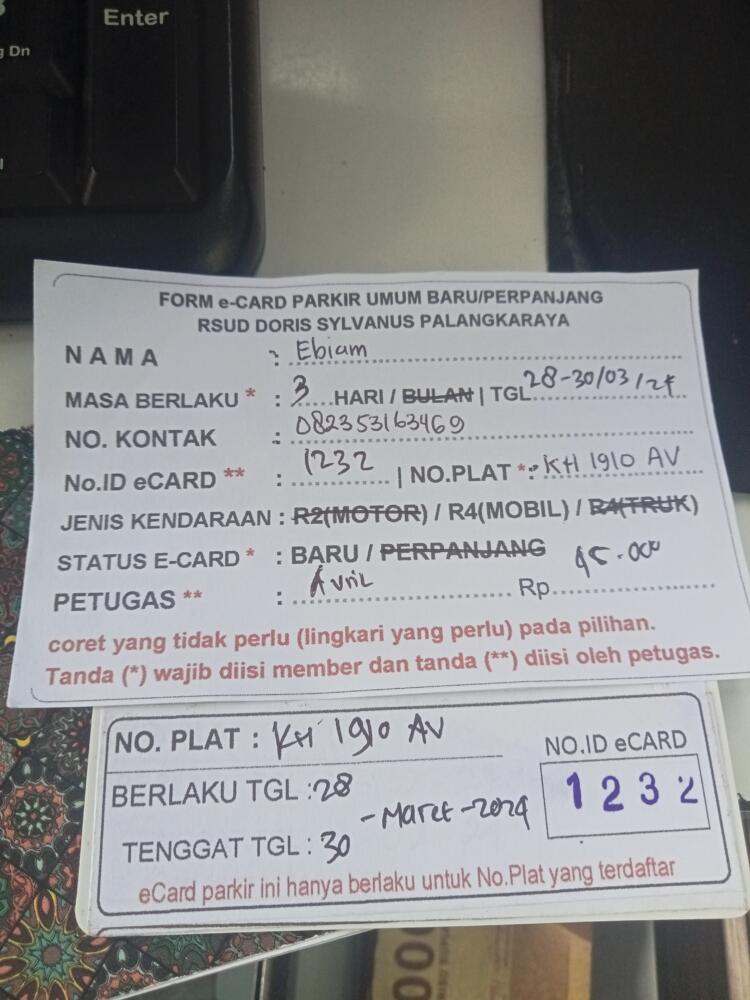 Enter
g Dn
FORM e-CARD PARKIR UMUM BARU/PERPANJANG
RSUD DORIS SYLVANUS PALANGKARAYA
NAMA : Ebiam
MASA BERLAKU * : 3 HARI / BULAN | TGL 28-30/03/24
NO. KONTAK : 082353163469
No.ID eCARD ** : 1232 | NO.PLAT *: KH 1910 AV
JENIS KENDARAAN : R2(MOTOR) / R4(MOBIL) / R4(TRUK)
STATUS E-CARD * : BARU / PERPANJANG
PETUGAS ** : Avril Rp 45.000
coret yang tidak perlu (lingkari yang perlu) pada pilihan.
Tanda (*) wajib diisi member dan tanda (**) diisi oleh petugas.
NO. PLAT : KH 1910 AV
NO.ID eCARD
1232
BERLAKU TGL : 28
- Maret - 2024
TENGGAT TGL : 30
eCard parkir ini hanya berlaku untuk No.Plat yang terdaftar